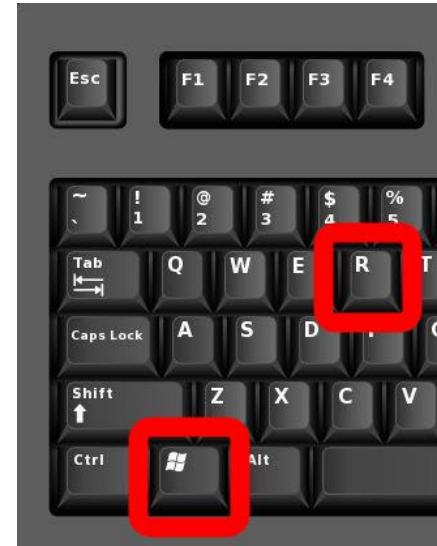 Esc F1 F2 F3 F4
~ ! @ # $ %
` 1 2 3 4 5
Tab Q W E R T
Caps Lock A S D
Shift Z X C V
Ctrl Alt